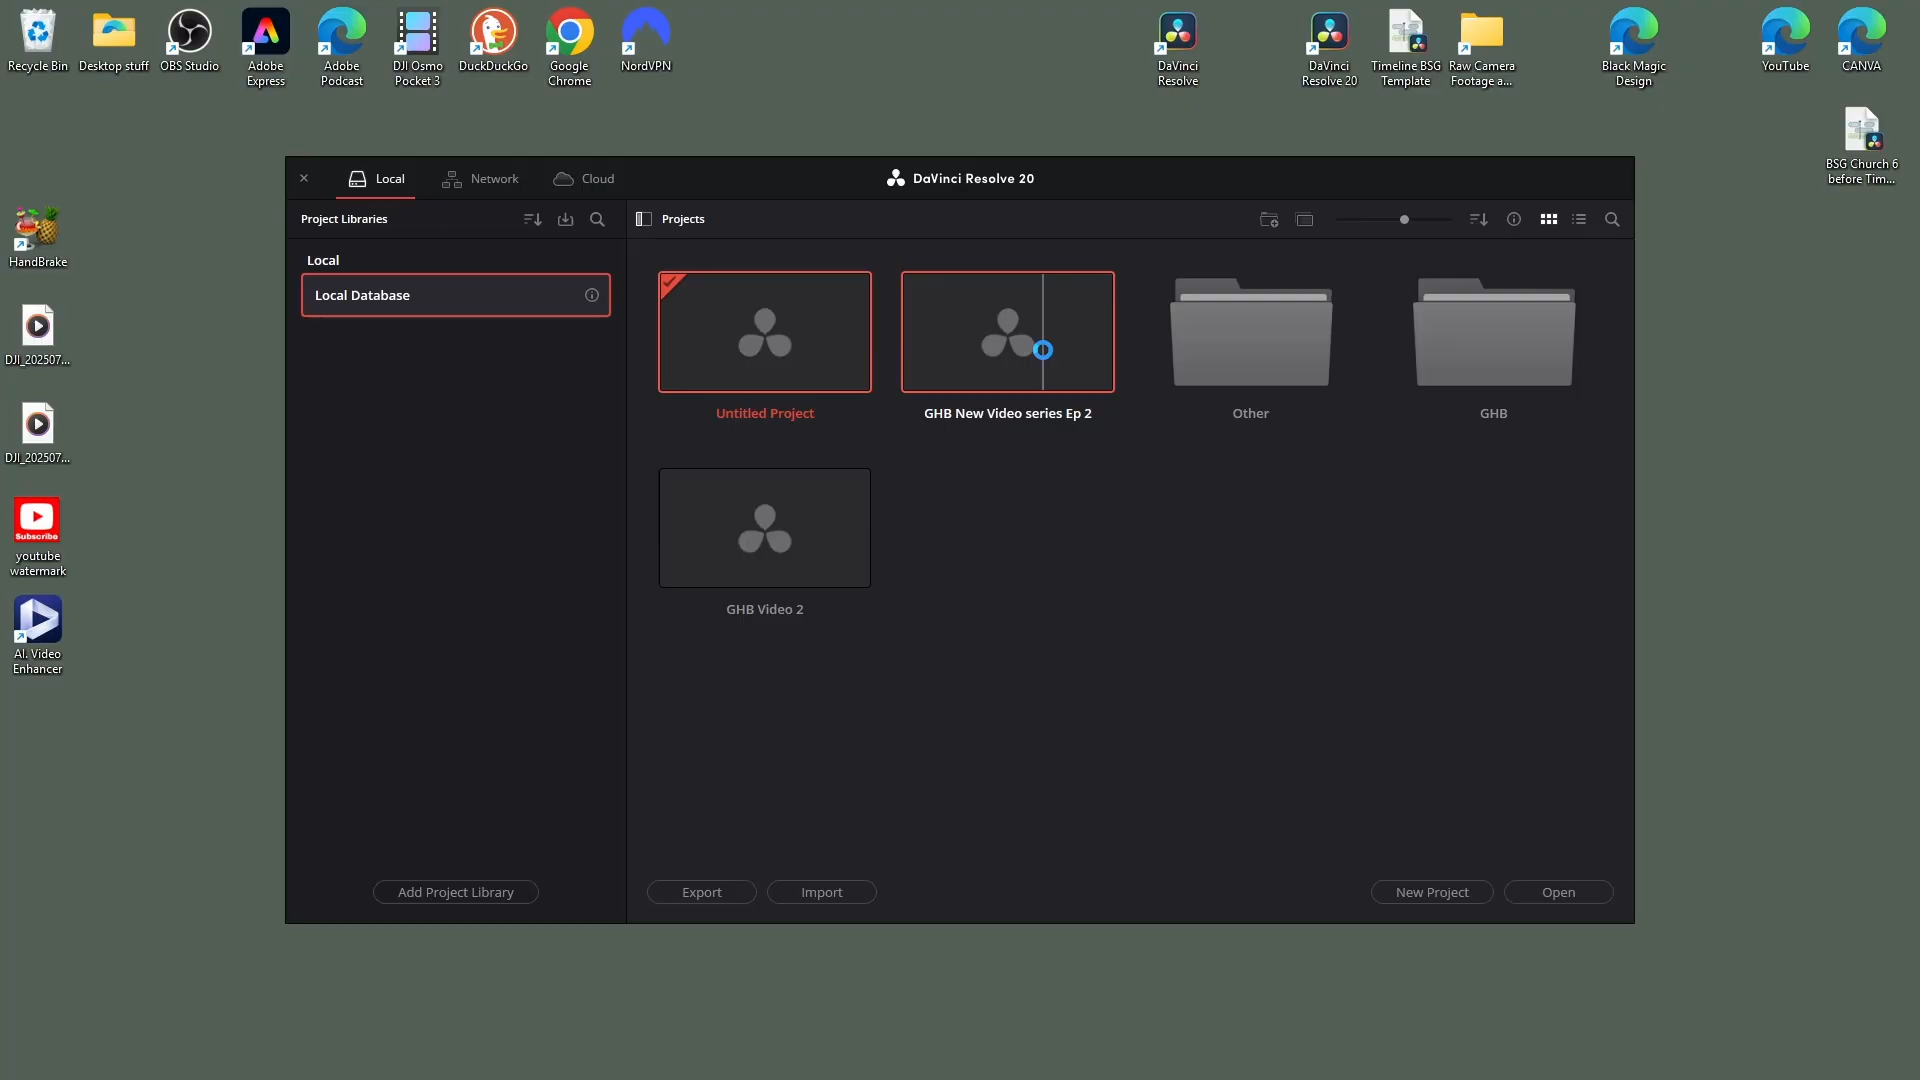 Recycle Bin
Desktop stuff
OBS Studio
Adobe
Express
Adobe
Podcast
DJI Osmo
Pocket 3
DuckDuckGo
Google
Chrome
NordVPN
DaVinci
Resolve
DaVinci
Resolve 20
Timeline BSG
Template
Raw Camera
Footage a...
Black Magic
Design
YouTube
CANVA
BSG Church 6
before Tim...
HandBrake
DJI_202507...
DJI_202507...
Subscribe
youtube
watermark
AI. Video
Enhancer
Local
Network
Cloud
DaVinci Resolve 20
Project Libraries
Projects
Local
Local Database
Untitled Project
GHB New Video series Ep 2
Other
GHB
GHB Video 2
Add Project Library
Export
Import
New Project
Open